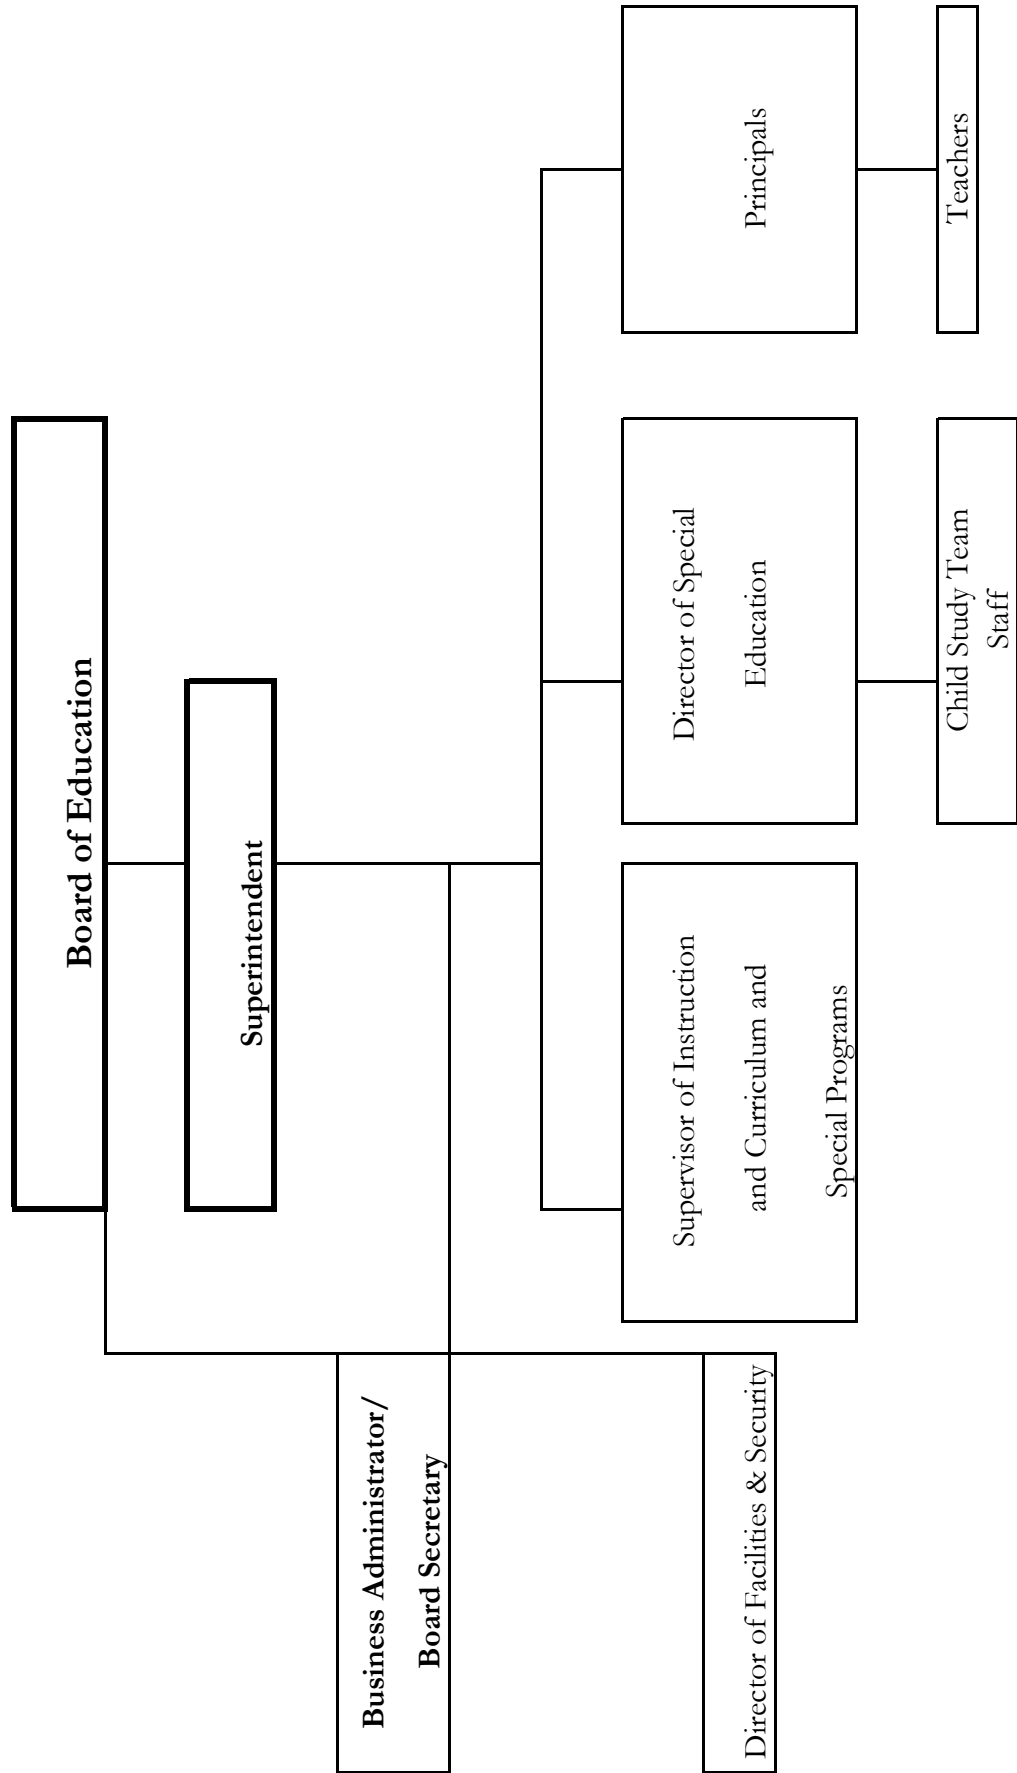 Board of Education
Superintendent
Business Administrator/
Board Secretary
Supervisor of Instruction
and Curriculum and
Special Programs
Director of Special
Education
Principals
Director of Facilities & Security
Child Study Team
Staff
Teachers